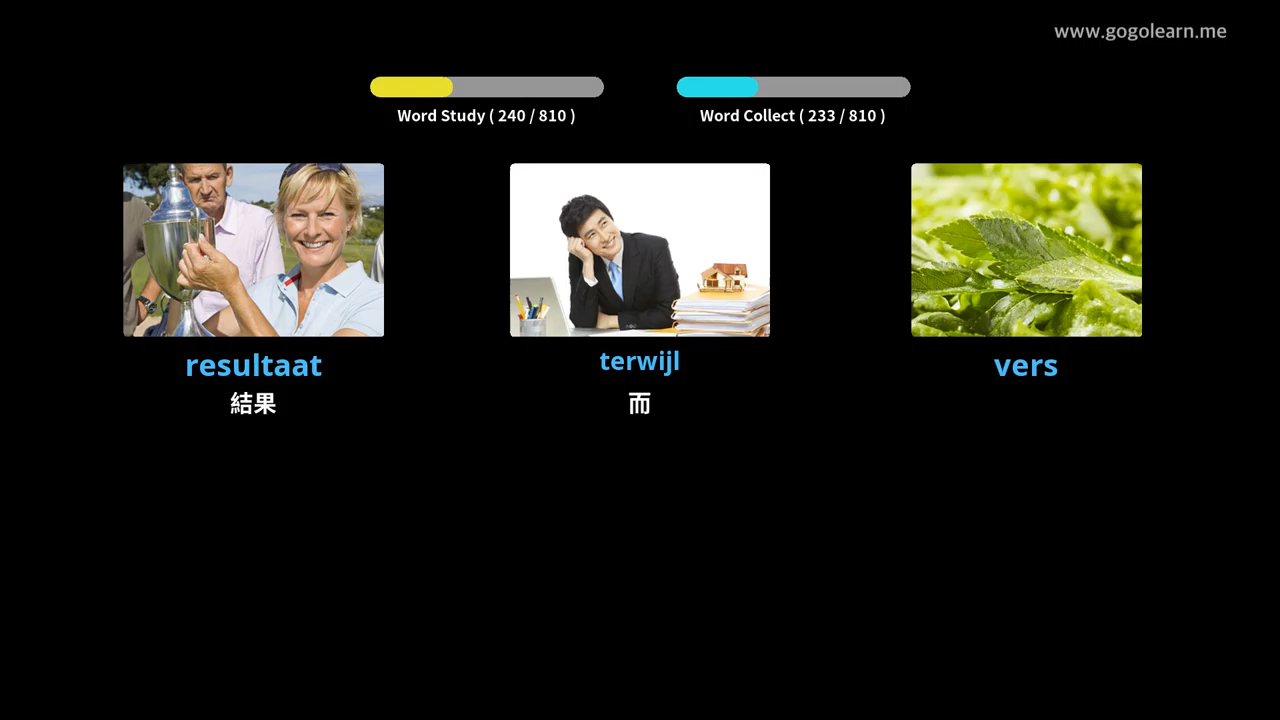 www.gogolearn.me
Word Study ( 240 / 810 )
Word Collect ( 233 / 810 )
resultaat
結果
terwijl
而
vers